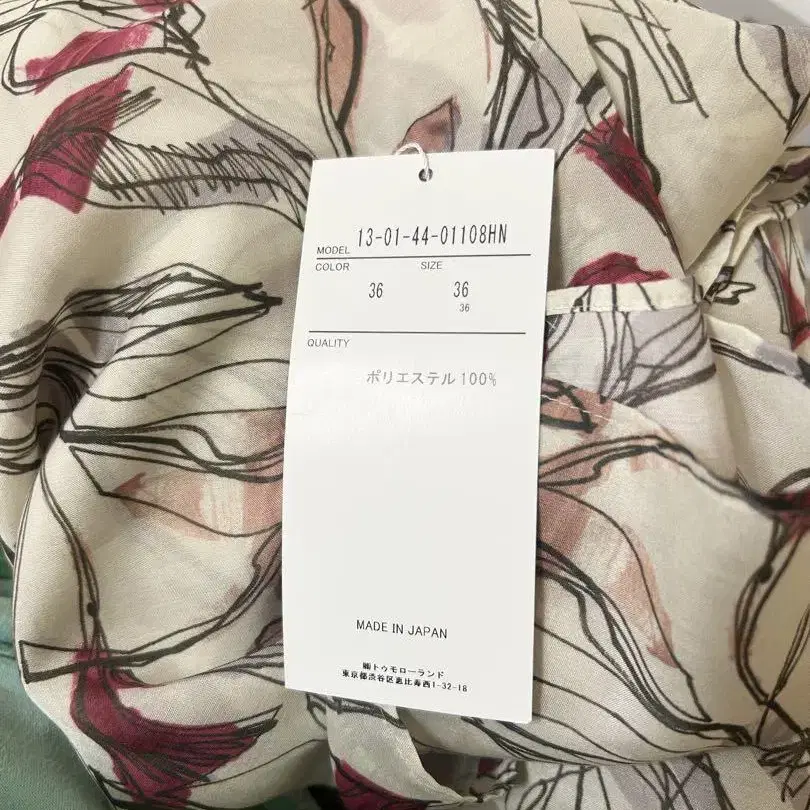 MODEL 13-01-44-01108HN
COLOR SIZE
36 36
36
QUALITY
ポリエステル100%
MADE IN JAPAN
㈱トゥモローランド
東京都渋谷区恵比寿西1-32-18